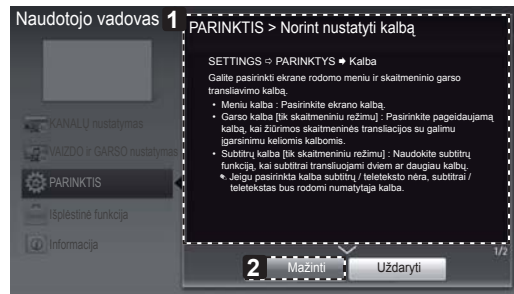 Naudotojo vadovas
1
PARINKTIS > Norint nustatyti kalbą
SETTINGS ⇨ PARINKTYS ➧ Kalba
Galite pasirinkti ekrane rodomo meniu ir skaitmeninio garso
transliavimo kalbą.
• Meniu kalba : Pasirinkite ekrano kalbą.
• Garso kalba [tik skaitmeniniu režimu] : Pasirinkite pageidaujamą
kalbą, kai žiūrimos skaitmeninės transliacijos su galimu
įgarsinimu keliomis kalbomis.
• Subtitrų kalba [tik skaitmeniniu režimu] : Naudokite subtitrų
funkciją, kai subtitrai transliuojami dviem ar daugiau kalbų.
Jeigu pasirinkta kalba subtitrų / teleteksto nėra, subtitrai /
teletekstas bus rodomi numatytąja kalba.
KANALŲ nustatymas
VAIZDO ir GARSO nustatymas
PARINKTIS
Išplėstinė funkcija
Informacija
1/2
2
Mažinti
Uždaryti